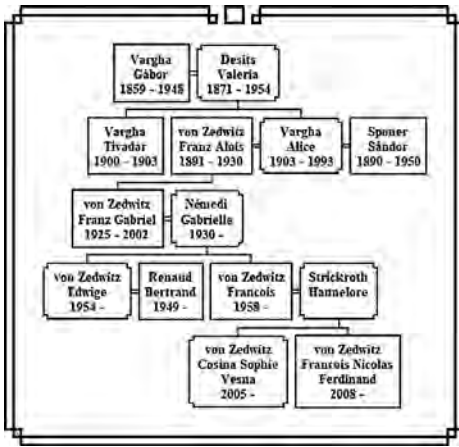 Vargha
Gábor
1859 - 1948
Desits
Valeria
1871 - 1954
Vargha
Tivadar
1900 - 1903
von Zedwitz
Franz Alois
1891 - 1930
Vargha
Alice
1903 - 1993
Sponer
Sándor
1890 - 1950
von Zedwitz
Franz Gabriel
1925 - 2002
Némedi
Gabrielle
1930 -
von Zedwitz
Edwige
1954 -
Renaud
Bertrand
1949 -
von Zedwitz
Francois
1958 -
Strickroth
Hannelore
von Zedwitz
Cosina Sophie
Vesna
2005 -
von Zedwitz
Francois Nicolas
Ferdinand
2008 -